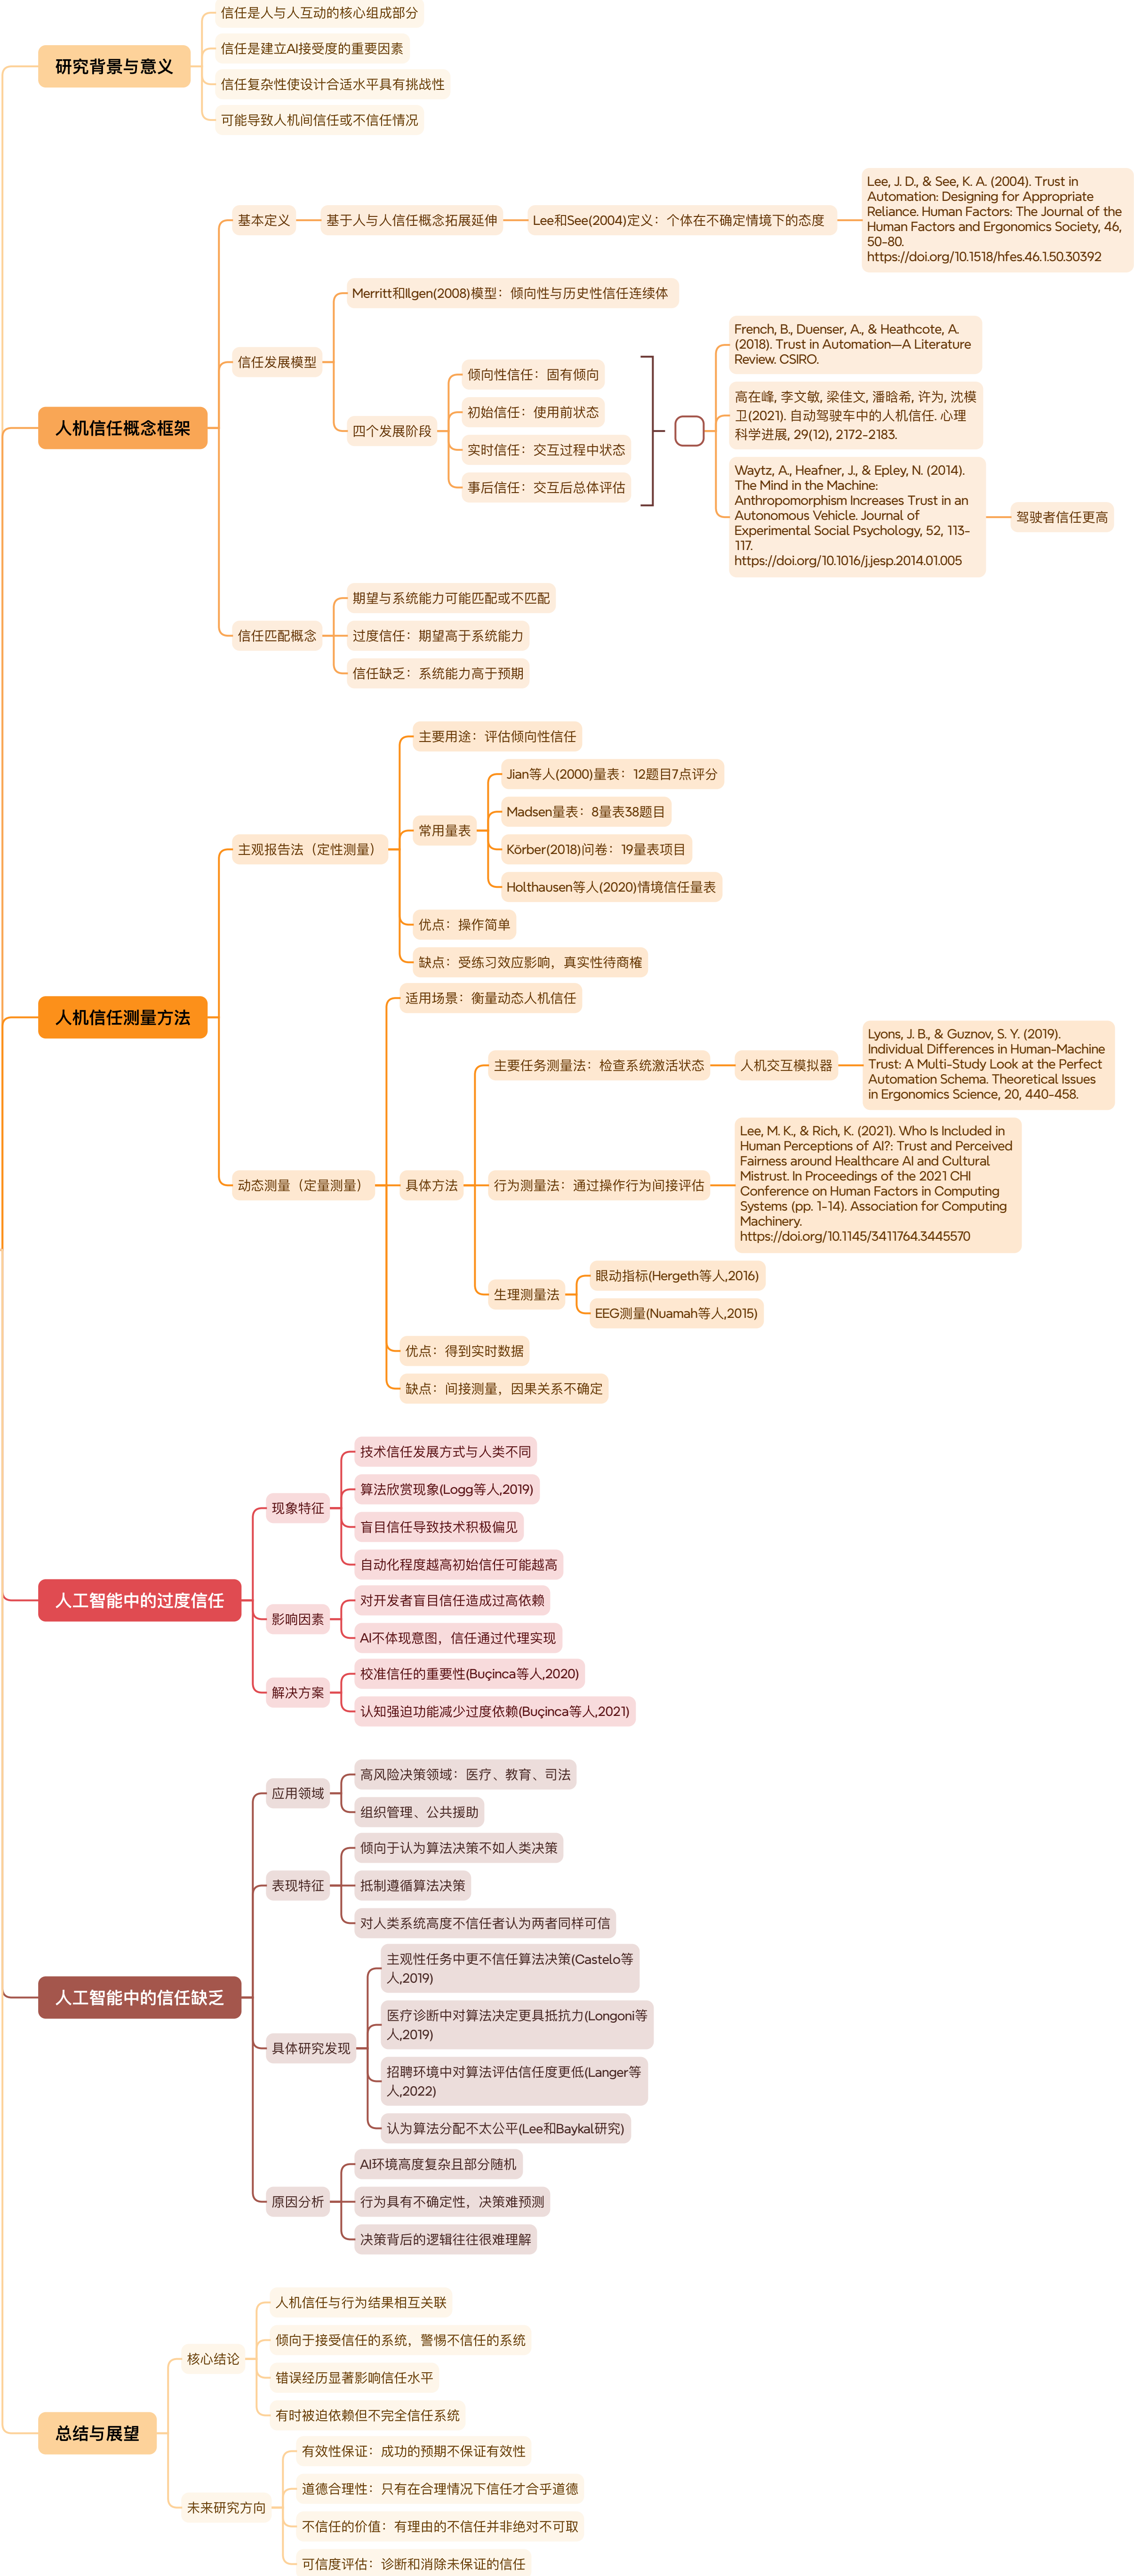 研究背景与意义
信任是人与人互动的核心组成部分
信任是建立AI接受度的重要因素
信任复杂性使设计合适水平具有挑战性
可能导致人机间信任或不信任情况
人机信任概念框架
基本定义
基于人与人信任概念拓展延伸
Lee和See(2004)定义：个体在不确定情境下的态度
Lee, J. D., & See, K. A. (2004). Trust in
Automation: Designing for Appropriate
Reliance. Human Factors: The Journal of the
Human Factors and Ergonomics Society, 46,
50-80.
https://doi.org/10.1518/hfes.46.1.50.30392
信任发展模型
Merritt和Ilgen(2008)模型：倾向性与历史性信任连续体
四个发展阶段
倾向性信任：固有倾向
初始信任：使用前状态
实时信任：交互过程中状态
事后信任：交互后总体评估
French, B., Duenser, A., & Heathcote, A.
(2018). Trust in Automation—A Literature
Review. CSIRO.
高在峰, 李文敏, 梁佳文, 潘晗希, 许为, 沈模
卫(2021). 自动驾驶车中的人机信任. 心理
科学进展, 29(12), 2172-2183.
Waytz, A., Heafner, J., & Epley, N. (2014).
The Mind in the Machine:
Anthropomorphism Increases Trust in an
Autonomous Vehicle. Journal of
Experimental Social Psychology, 52, 113-
117.
https://doi.org/10.1016/j.jesp.2014.01.005
驾驶者信任更高
信任匹配概念
期望与系统能力可能匹配或不匹配
过度信任：期望高于系统能力
信任缺乏：系统能力高于预期
人机信任测量方法
主观报告法（定性测量）
主要用途：评估倾向性信任
常用量表
Jian等人(2000)量表：12题目7点评分
Madsen量表：8量表38题目
Körber(2018)问卷：19量表项目
Holthausen等人(2020)情境信任量表
优点：操作简单
缺点：受练习效应影响，真实性待商榷
动态测量（定量测量）
适用场景：衡量动态人机信任
具体方法
主要任务测量法：检查系统激活状态
人机交互模拟器
Lyons, J. B., & Guznov, S. Y. (2019).
Individual Differences in Human-Machine
Trust: A Multi-Study Look at the Perfect
Automation Schema. Theoretical Issues
in Ergonomics Science, 20, 440-458.
行为测量法：通过操作行为间接评估
Lee, M. K., & Rich, K. (2021). Who Is Included in
Human Perceptions of AI?: Trust and Perceived
Fairness around Healthcare AI and Cultural
Mistrust. In Proceedings of the 2021 CHI
Conference on Human Factors in Computing
Systems (pp. 1-14). Association for Computing
Machinery.
https://doi.org/10.1145/3411764.3445570
生理测量法
眼动指标(Hergeth等人,2016)
EEG测量(Nuamah等人,2015)
优点：得到实时数据
缺点：间接测量，因果关系不确定
人工智能中的过度信任
现象特征
技术信任发展方式与人类不同
算法欣赏现象(Logg等人,2019)
盲目信任导致技术积极偏见
自动化程度越高初始信任可能越高
影响因素
对开发者盲目信任造成过高依赖
AI不体现意图，信任通过代理实现
解决方案
校准信任的重要性(Buçinca等人,2020)
认知强迫功能减少过度依赖(Buçinca等人,2021)
人工智能中的信任缺乏
应用领域
高风险决策领域：医疗、教育、司法
组织管理、公共援助
表现特征
倾向于认为算法决策不如人类决策
抵制遵循算法决策
对人类系统高度不信任者认为两者同样可信
具体研究发现
主观性任务中更不信任算法决策(Castelo等
人,2019)
医疗诊断中对算法决定更具抵抗力(Longoni等
人,2019)
招聘环境中对算法评估信任度更低(Langer等
人,2022)
认为算法分配不太公平(Lee和Baykal研究)
原因分析
AI环境高度复杂且部分随机
行为具有不确定性，决策难预测
决策背后的逻辑往往很难理解
总结与展望
核心结论
人机信任与行为结果相互关联
倾向于接受信任的系统，警惕不信任的系统
错误经历显著影响信任水平
有时被迫依赖但不完全信任系统
未来研究方向
有效性保证：成功的预期不保证有效性
道德合理性：只有在合理情况下信任才合乎道德
不信任的价值：有理由的不信任并非绝对不可取
可信度评估：诊断和消除未保证的信任